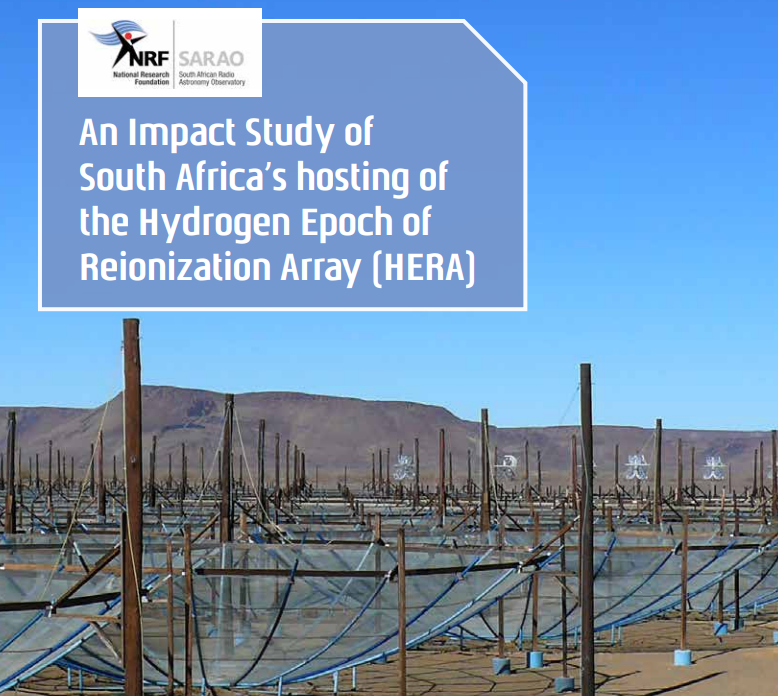 NRF
National Research
Foundation
SARAO
South African Radio
Astronomy Observatory
An Impact Study of
South Africa's hosting of
the Hydrogen Epoch of
Reionization Array (HERA)